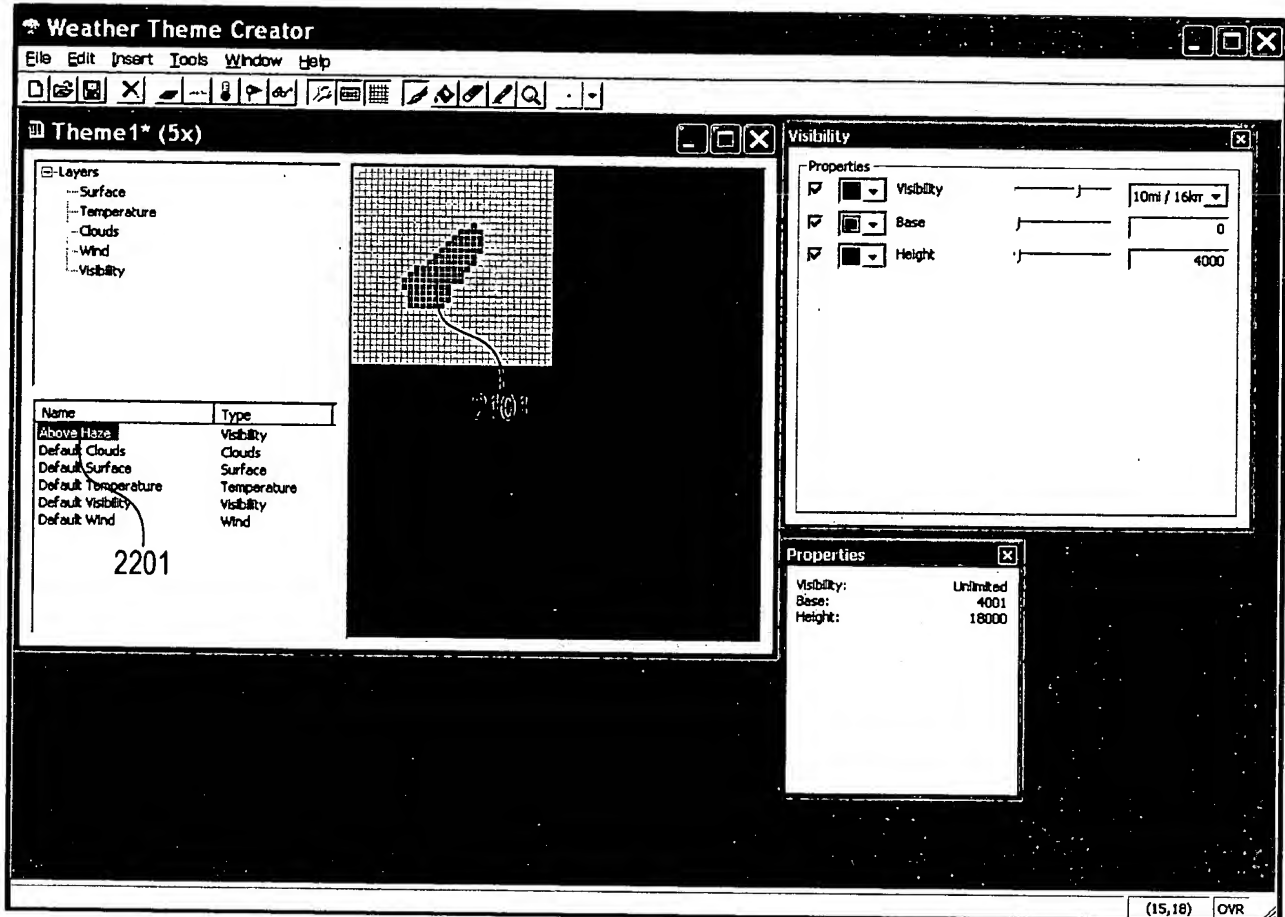 Weather Theme Creator
File Edit Insert Tools Window Help
Theme1* (5x)
Layers
Surface
Temperature
Clouds
Wind
Visibility
Name Type
Above Haze Visibility
Default Clouds Clouds
Default Surface Surface
Default Temperature Temperature
Default Visibility Visibility
Default Wind Wind
2201
2101
Visibility
Properties
Visibility 10mi / 16km
Base 0
Height 4000
Properties
Visibility: Unlimited
Base: 4001
Height: 18000
(15,18) OVR